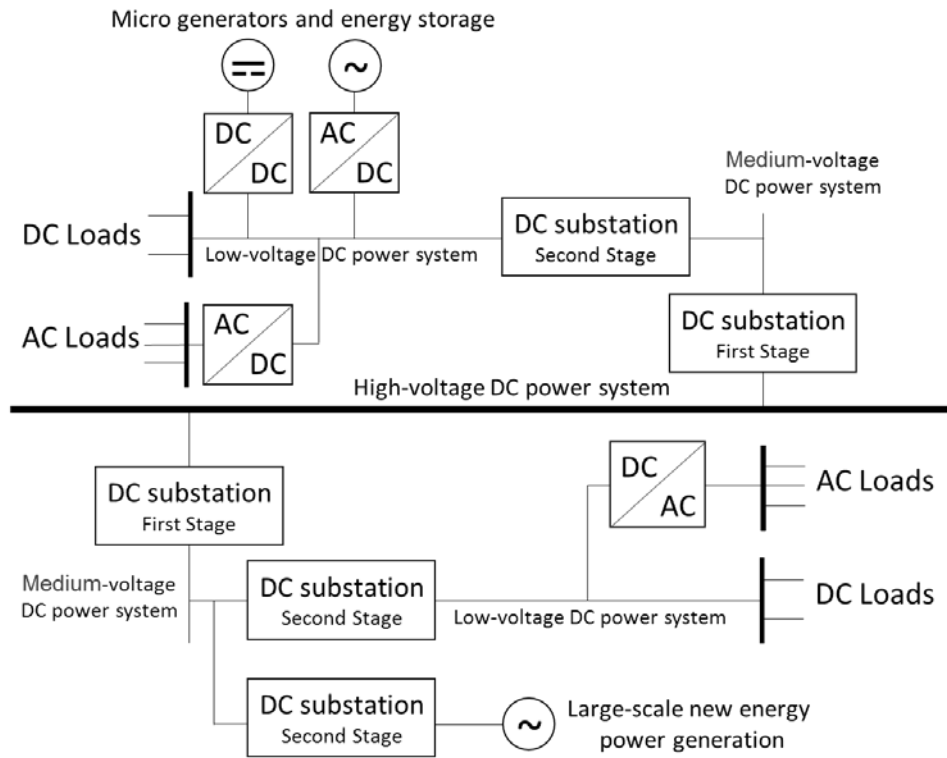 Micro generators and energy storage
~
DC
DC
AC
DC
Medium-voltage
DC power system
DC Loads
DC substation
Second Stage
Low-voltage DC power system
AC Loads
AC
DC
DC substation
First Stage
High-voltage DC power system
DC substation
First Stage
DC
AC
AC Loads
Medium-voltage
DC power system
DC substation
Second Stage
Low-voltage DC power system
DC Loads
DC substation
Second Stage
~
Large-scale new energy
power generation